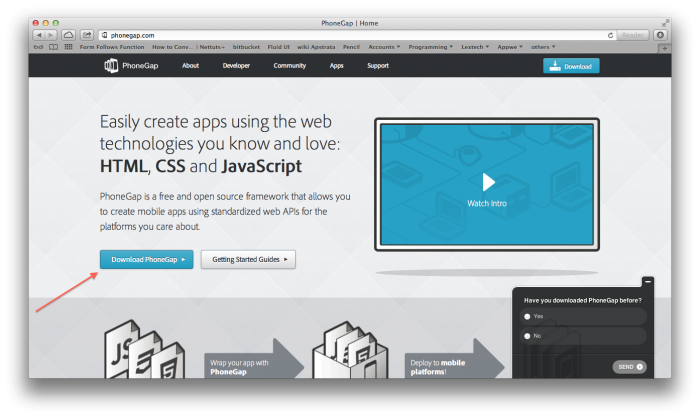 PhoneGap | Home
phonegap.com
Reader
Form Follows Function How to Conv... | Nettuts+ bitbucket Fluid UI wiki Apstrata Pencil Accounts Programming Lextech Appwe others
PhoneGap About Developer Community Apps Support Download
Easily create apps using the web
technologies you know and love:
HTML, CSS and JavaScript
PhoneGap is a free and open source framework that allows you
to create mobile apps using standardized web APIs for the
platforms you care about.
Download PhoneGap
Getting Started Guides
Watch Intro
Have you downloaded PhoneGap before?
Yes
No
SEND
JS
Wrap your app with
PhoneGap
Deploy to mobile
platforms!